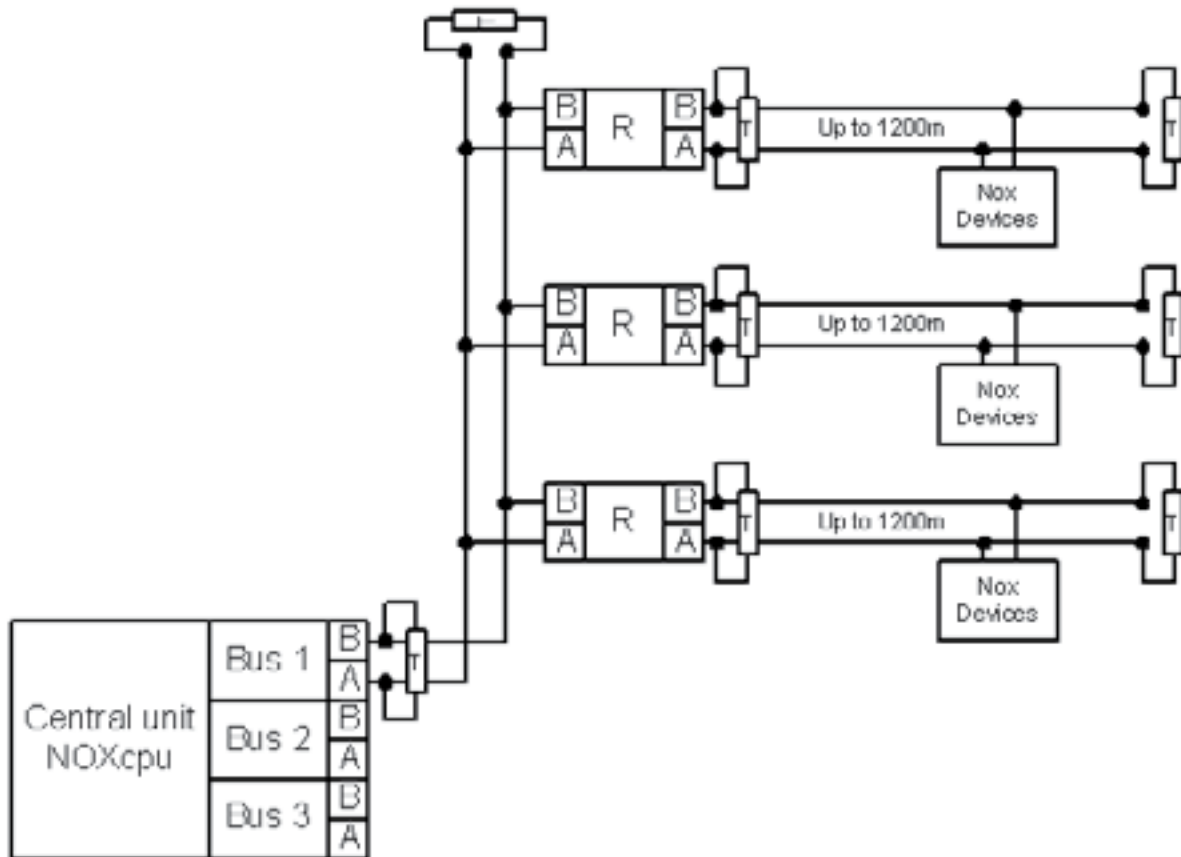 T
B R B
A A
T Up to 1200m T
Nox
Devices
B R B
A A
T Up to 1200m T
Nox
Devices
B R B
A A
T Up to 1200m T
Nox
Devices
Central unit
NOXcpu
Bus 1
B
A
T
Bus 2
B
A
Bus 3
B
A